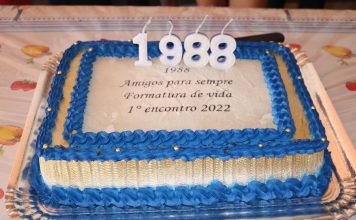 1988
1988
Amigos para sempre
Formatura de vida
1º encontro 2022